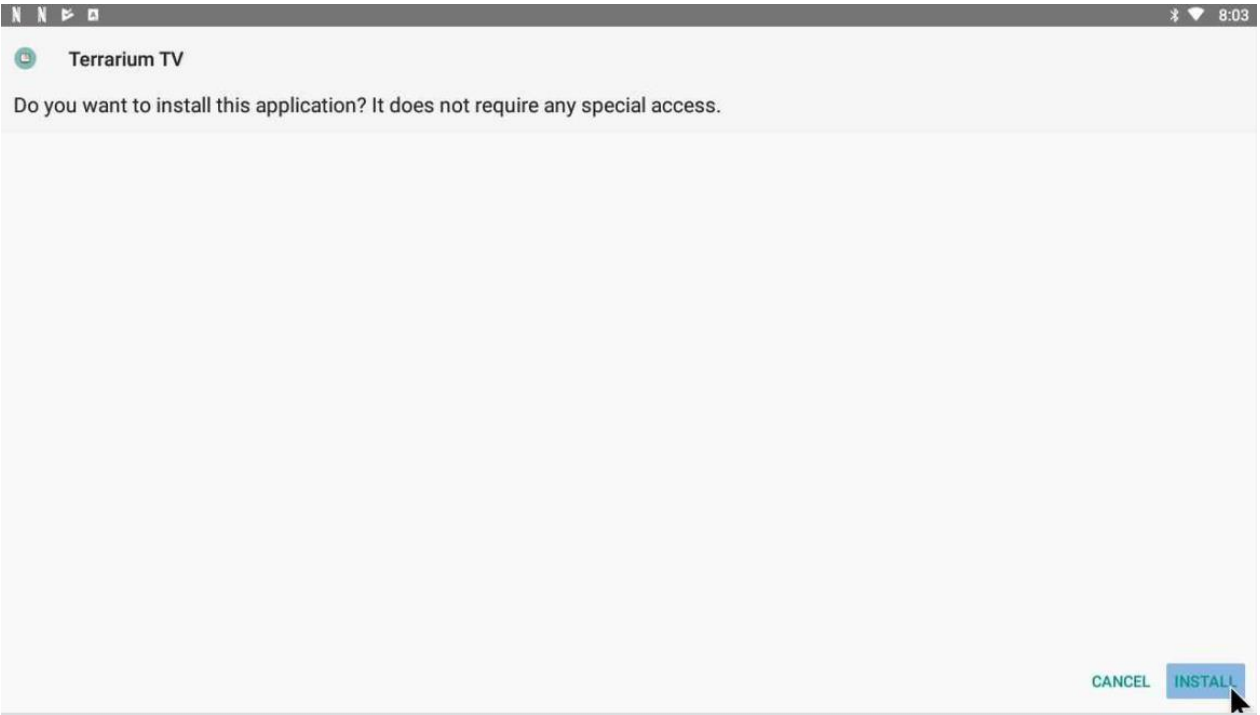 N N 8:03
Terrarium TV
Do you want to install this application? It does not require any special access.
CANCEL INSTALL